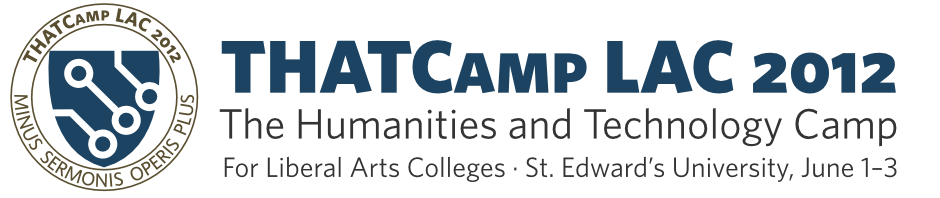 THATCAMP LAC 2012
MINUS SERMONIS OPERIS PLUS
THATCAMP LAC 2012
The Humanities and Technology Camp
For Liberal Arts Colleges · St. Edward’s University, June 1–3